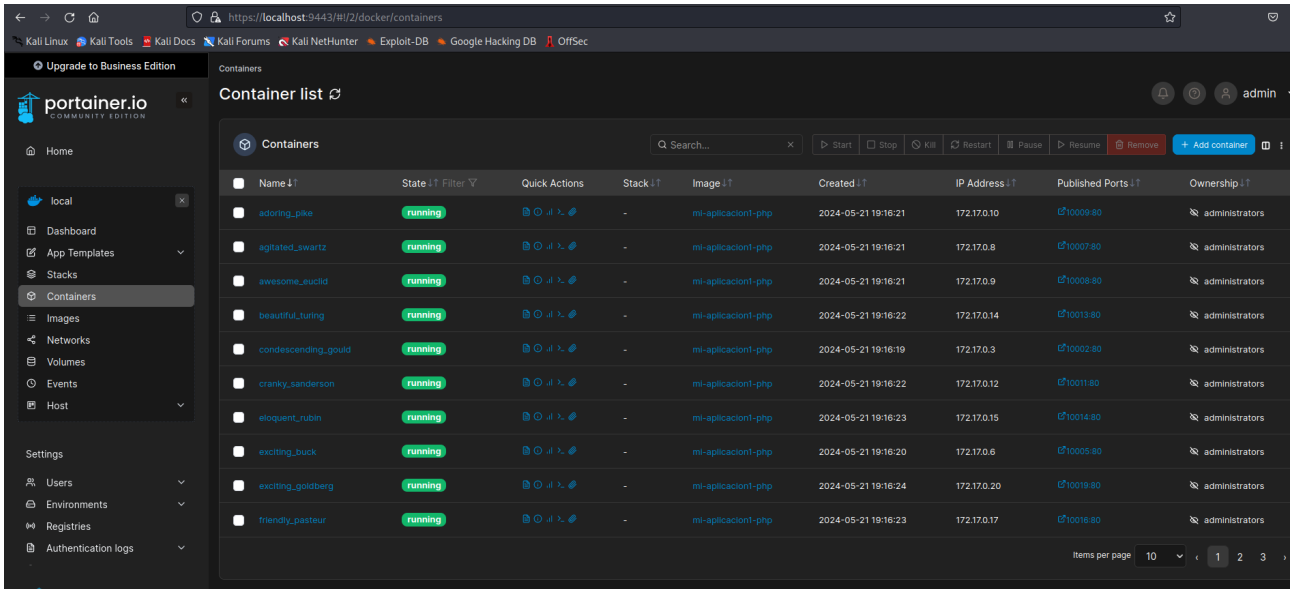 https://localhost:9443/#!/2/docker/containers
Kali Linux Kali Tools Kali Docs Kali Forums Kali NetHunter Exploit-DB Google Hacking DB OffSec
Upgrade to Business Edition
portainer.io
COMMUNITY EDITION
Home
local
Dashboard
App Templates
Stacks
Containers
Images
Networks
Volumes
Events
Host
Settings
Users
Environments
Registries
Authentication logs
Containers
Container list
admin
Containers Search... Start Stop Kill Restart Pause Resume Remove + Add container
Name State Filter Quick Actions Stack Image Created IP Address Published Ports Ownership
adoring_pike running - mi-aplicacion1-php 2024-05-21 19:16:21 172.17.0.10 10009:80 administrators
agitated_swartz running - mi-aplicacion1-php 2024-05-21 19:16:21 172.17.0.8 10007:80 administrators
awesome_euclid running - mi-aplicacion1-php 2024-05-21 19:16:21 172.17.0.9 10008:80 administrators
beautiful_turing running - mi-aplicacion1-php 2024-05-21 19:16:22 172.17.0.14 10013:80 administrators
condescending_gould running - mi-aplicacion1-php 2024-05-21 19:16:19 172.17.0.3 10002:80 administrators
cranky_sanderson running - mi-aplicacion1-php 2024-05-21 19:16:22 172.17.0.12 10011:80 administrators
eloquent_rubin running - mi-aplicacion1-php 2024-05-21 19:16:23 172.17.0.15 10014:80 administrators
exciting_buck running - mi-aplicacion1-php 2024-05-21 19:16:20 172.17.0.6 10005:80 administrators
exciting_goldberg running - mi-aplicacion1-php 2024-05-21 19:16:24 172.17.0.20 10019:80 administrators
friendly_pasteur running - mi-aplicacion1-php 2024-05-21 19:16:23 172.17.0.17 10016:80 administrators
Items per page 10 1 2 3